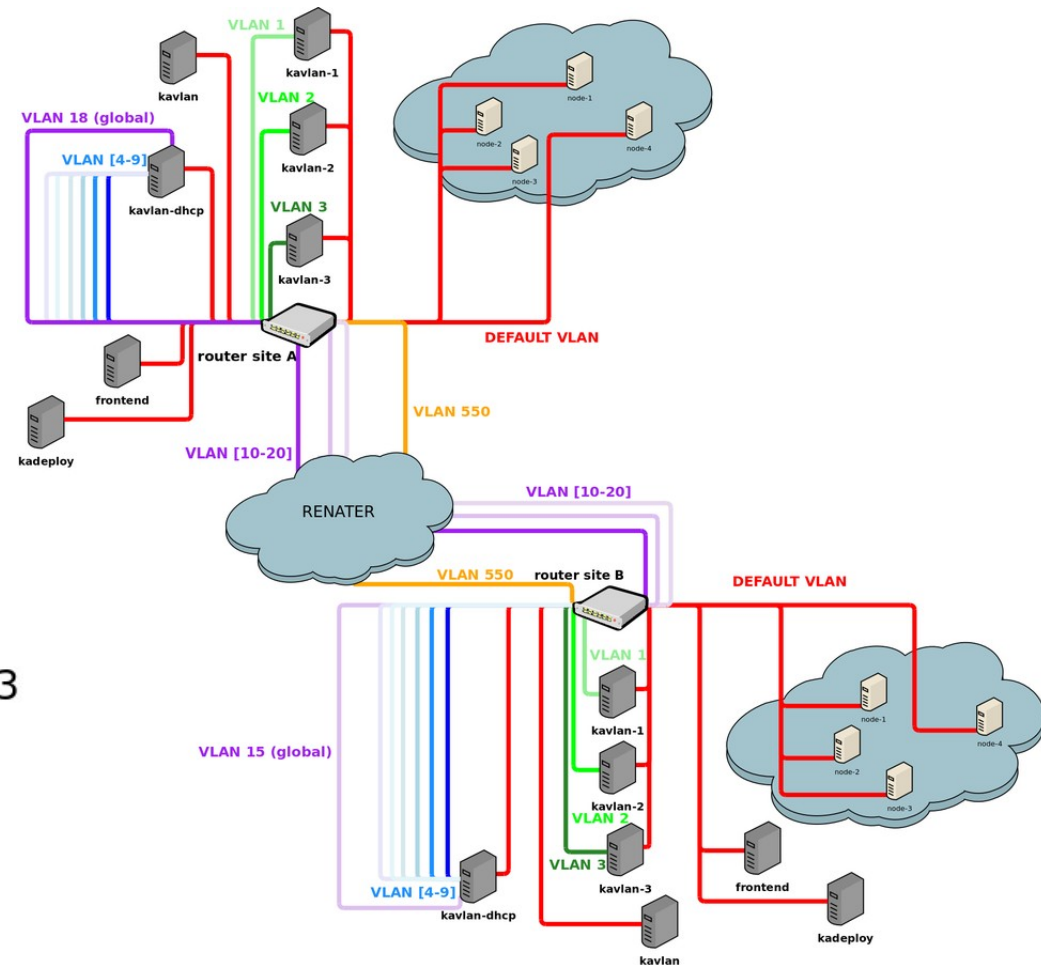 VLAN 1
kavlan-1
kavlan
VLAN 2
kavlan-2
VLAN 18 (global)
VLAN [4-9]
kavlan-dhcp
VLAN 3
kavlan-3
node-1
node-2
node-3
node-4
DEFAULT VLAN
router site A
frontend
kadeploy
VLAN 550
VLAN [10-20]
RENATER
VLAN [10-20]
VLAN 550
router site B
DEFAULT VLAN
VLAN 1
kavlan-1
kavlan-2
VLAN 2
VLAN 3
kavlan-3
3
VLAN 15 (global)
VLAN [4-9]
kavlan-dhcp
kavlan
node-1
node-2
node-3
node-4
frontend
kadeploy